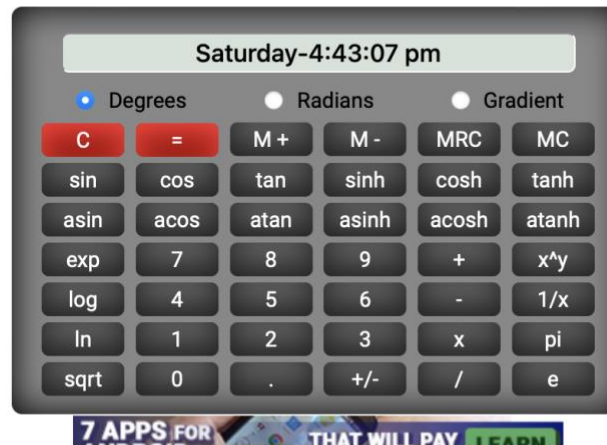 Saturday-4:43:07 pm
Degrees Radians Gradient
C = M + M - MRC MC
sin cos tan sinh cosh tanh
asin acos atan asinh acosh atanh
exp 7 8 9 + x^y
log 4 5 6 - 1/x
ln 1 2 3 x pi
sqrt 0 . +/- / e
7 APPS FOR
ANDROID THAT WILL PAY LEARN